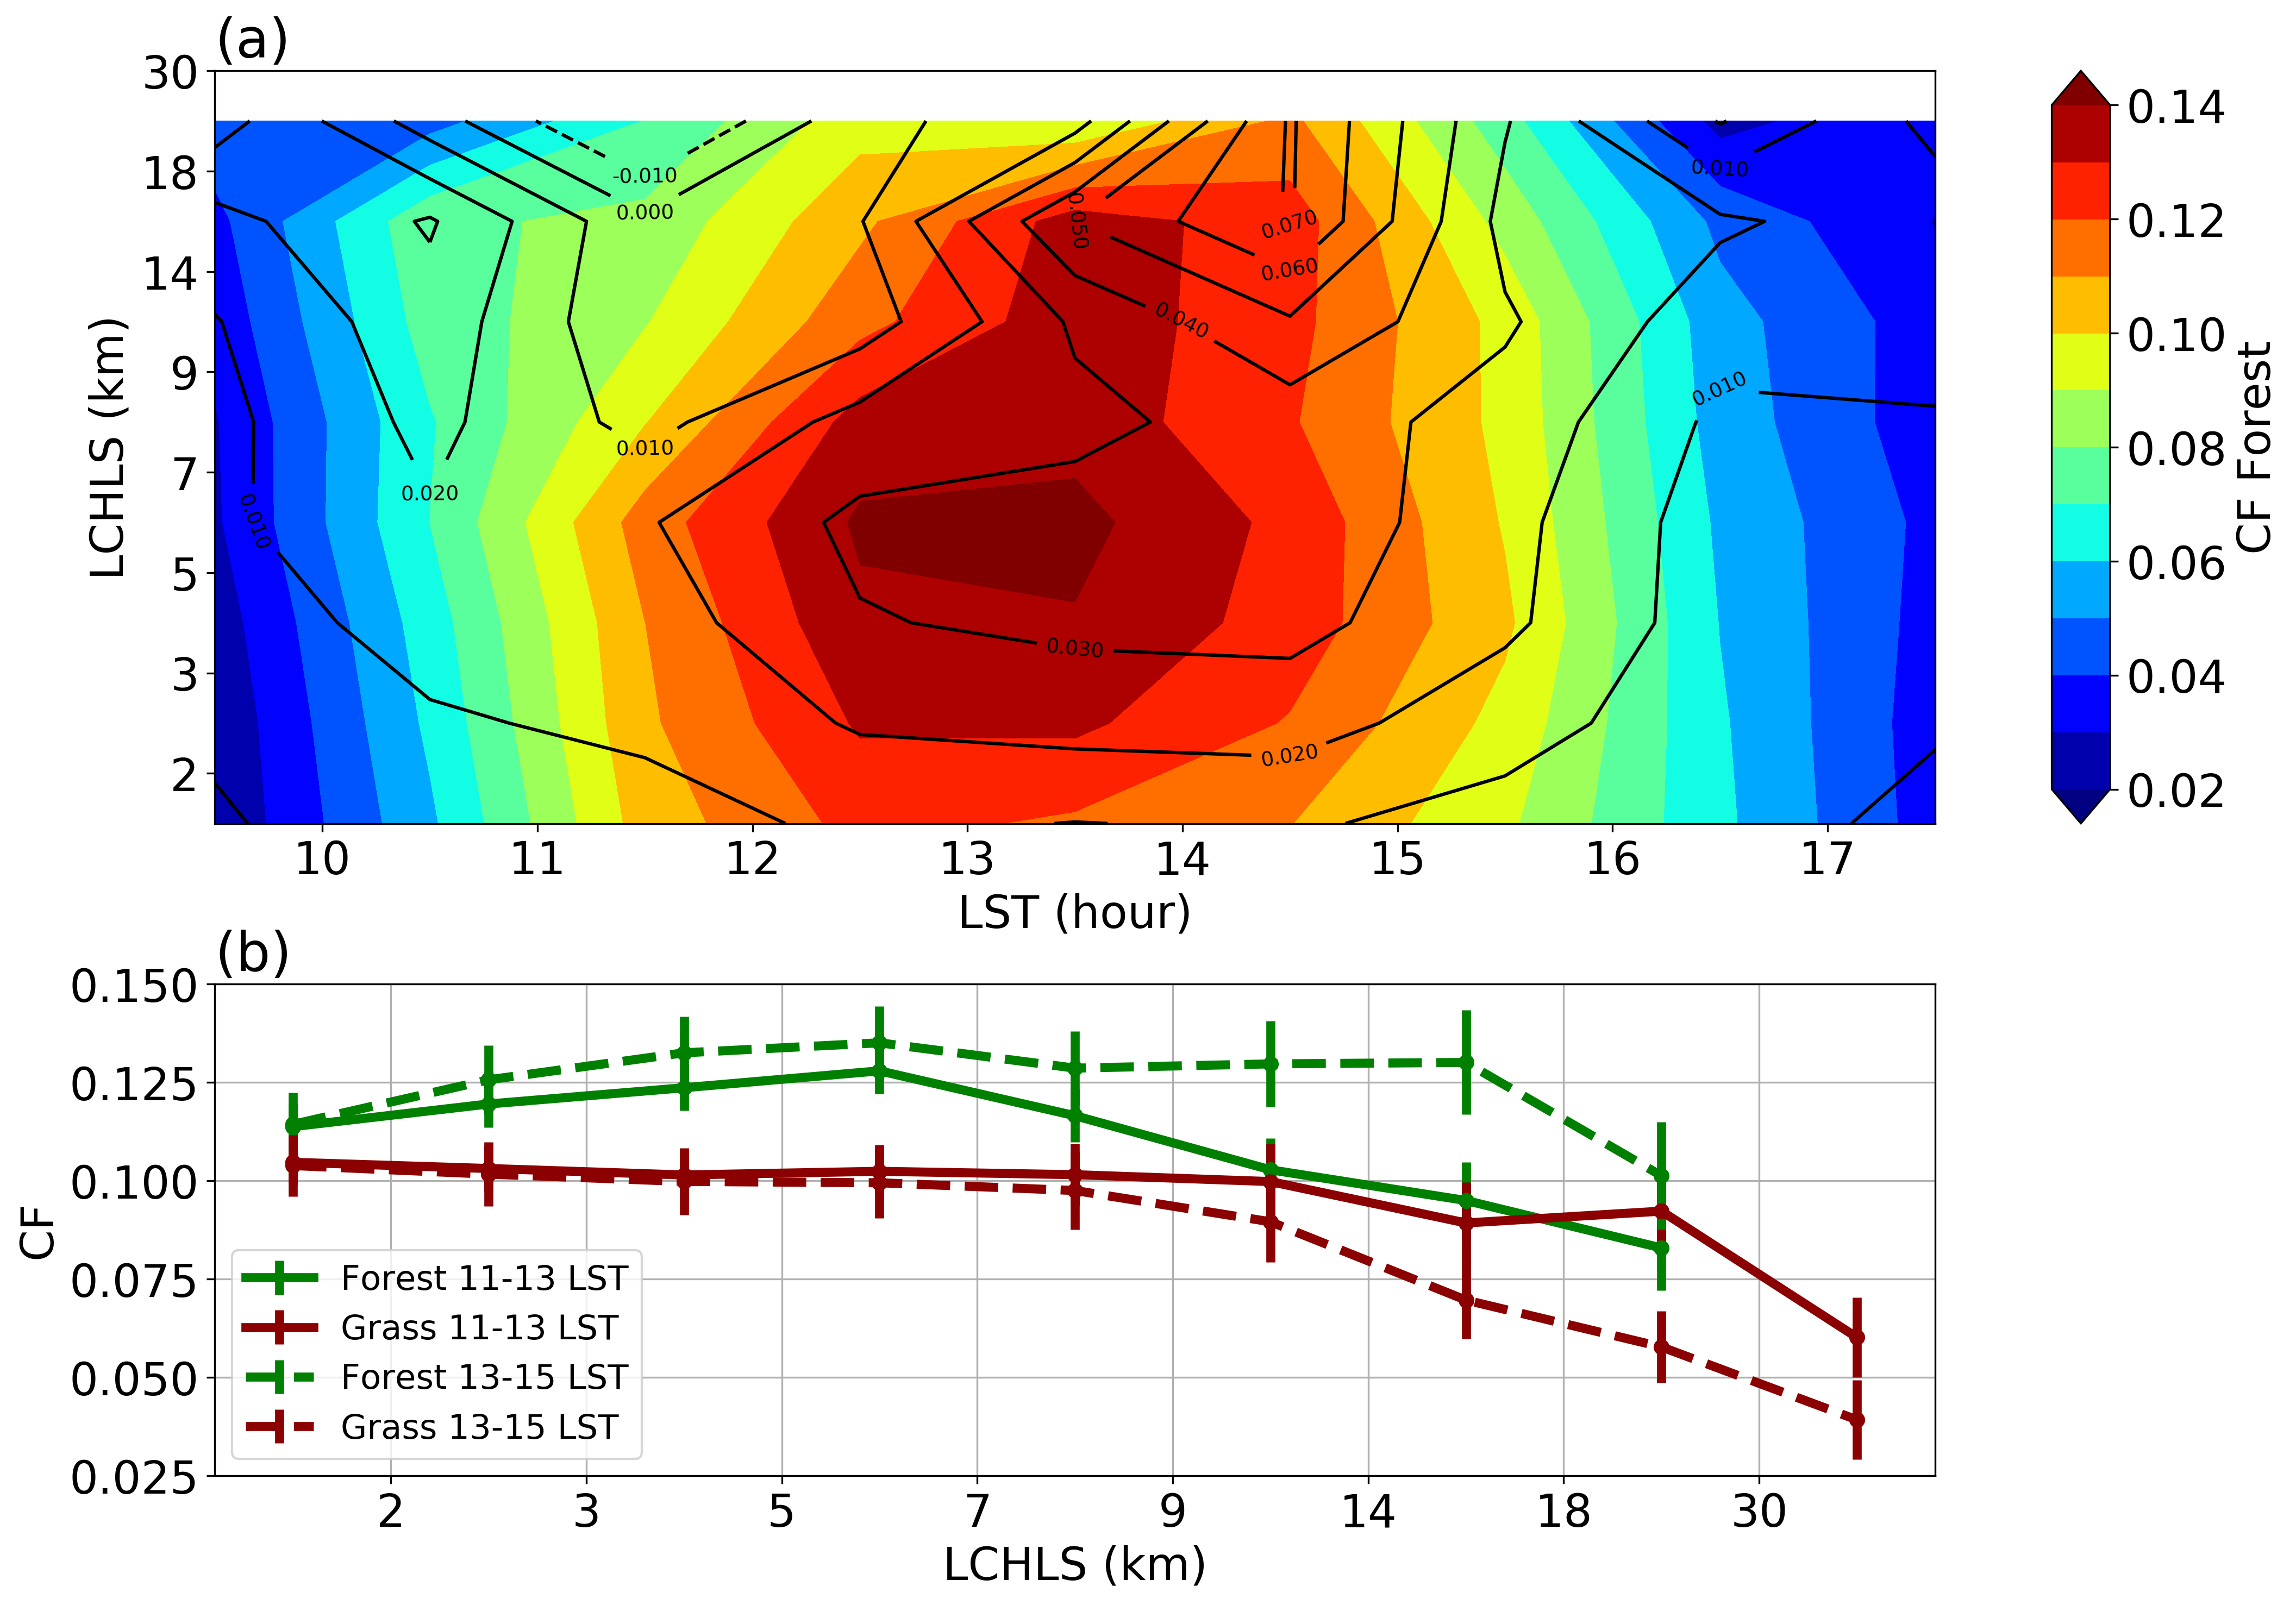 (a)
30
18
14
9
7
5
3
2
LCHLS (km)
-0.010
0.000
0.010
0.020
0.010
0.050
0.040
0.070
0.060
0.010
0.010
0.030
0.020
10 11 12 13 14 15 16 17
LST (hour)
0.14
0.12
0.10
0.08
0.06
0.04
0.02
CF Forest
(b)
0.150
0.125
0.100
0.075
0.050
0.025
CF
Forest 11-13 LST
Grass 11-13 LST
Forest 13-15 LST
Grass 13-15 LST
2 3 5 7 9 14 18 30
LCHLS (km)